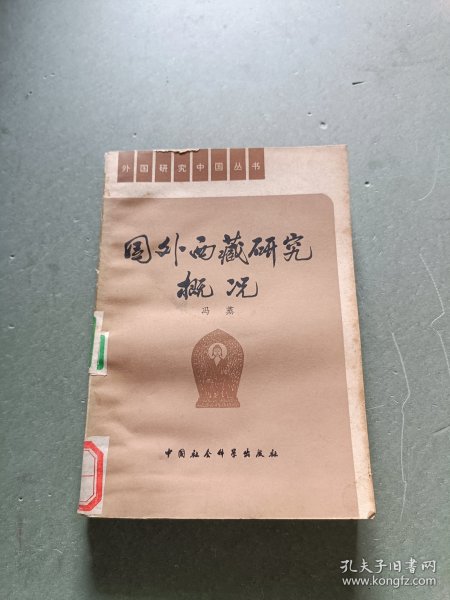 外国研究中国丛书
国外西藏研究
概况
冯蒸
中国社会科学出版社
孔夫子旧书网
www.kongfz.com